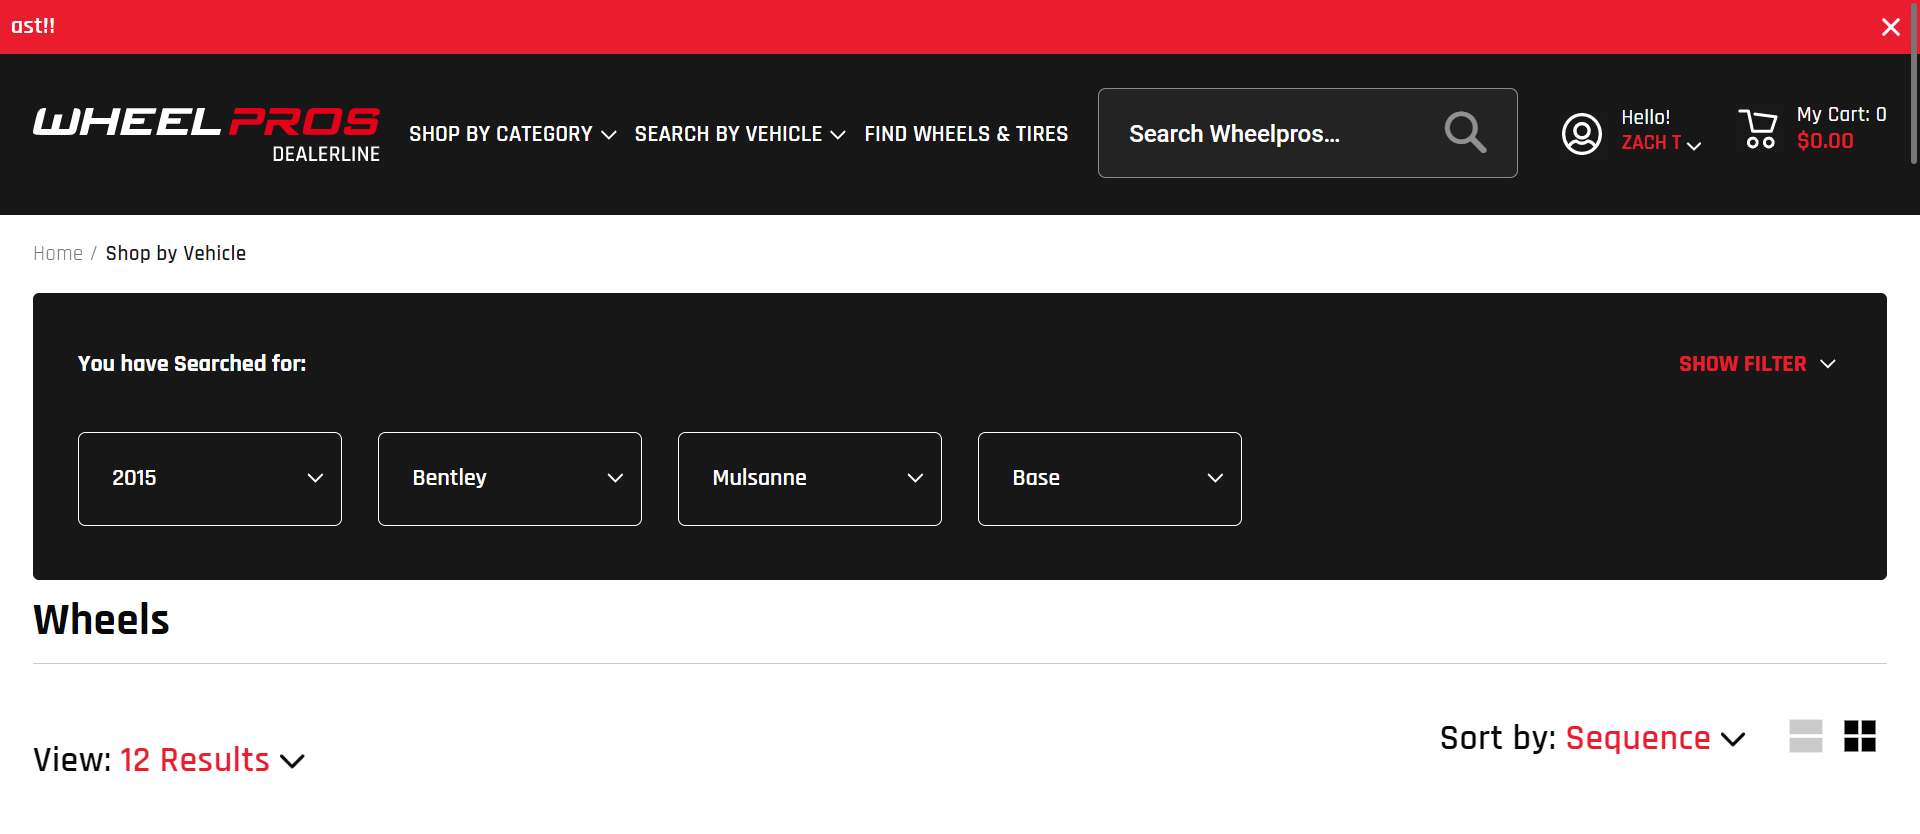 ast!!
WHEEL PROS
DEALERLINE
SHOP BY CATEGORY SEARCH BY VEHICLE FIND WHEELS & TIRES
Search Wheelpros...
Hello!
ZACH T
My Cart: 0
$0.00
Home / Shop by Vehicle
You have Searched for:
SHOW FILTER
2015 Bentley Mulsanne Base
Wheels
View: 12 Results
Sort by: Sequence